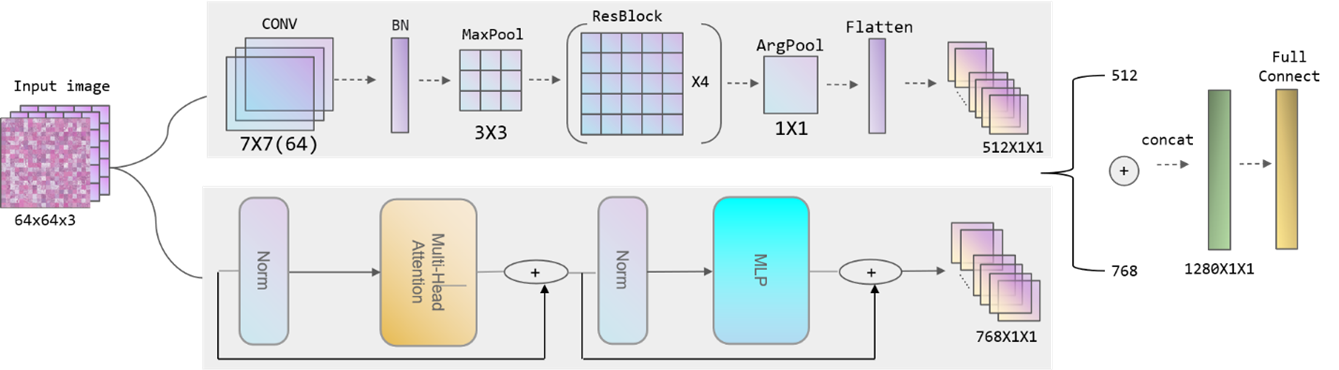 Input image
64x64x3
CONV
7X7(64)
BN
MaxPool
3X3
ResBlock
X4
ArgPool
1X1
Flatten
512X1X1
Norm
Multi-Head
Attention
+
Norm
MLP
+
768X1X1
512
+
768
concat
1280X1X1
Full
Connect